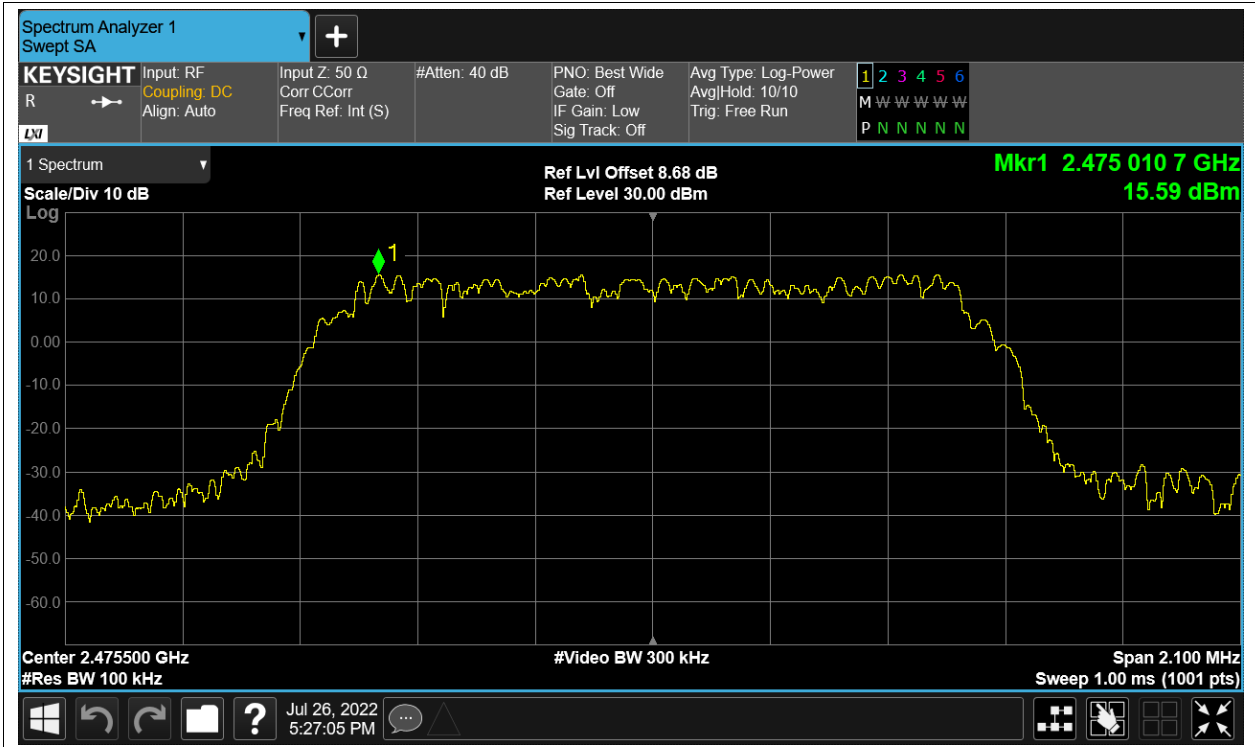 Spectrum Analyzer 1
Swept SA
+
KEYSIGHT
R
LXI
Input: RF
Coupling: DC
Align: Auto
Input Z: 50 Ω
Corr CCorr
Freq Ref: Int (S)
#Atten: 40 dB
PNO: Best Wide
Gate: Off
IF Gain: Low
Sig Track: Off
Avg Type: Log-Power
Avg|Hold: 10/10
Trig: Free Run
1 2 3 4 5 6
M W W W W W
P N N N N N
1 Spectrum
Scale/Div 10 dB
Log
Ref Lvl Offset 8.68 dB
Ref Level 30.00 dBm
Mkr1 2.475 010 7 GHz
15.59 dBm
1
20.0
10.0
0.00
-10.0
-20.0
-30.0
-40.0
-50.0
-60.0
Center 2.475500 GHz
#Res BW 100 kHz
#Video BW 300 kHz
Span 2.100 MHz
Sweep 1.00 ms (1001 pts)
?
Jul 26, 2022
5:27:05 PM